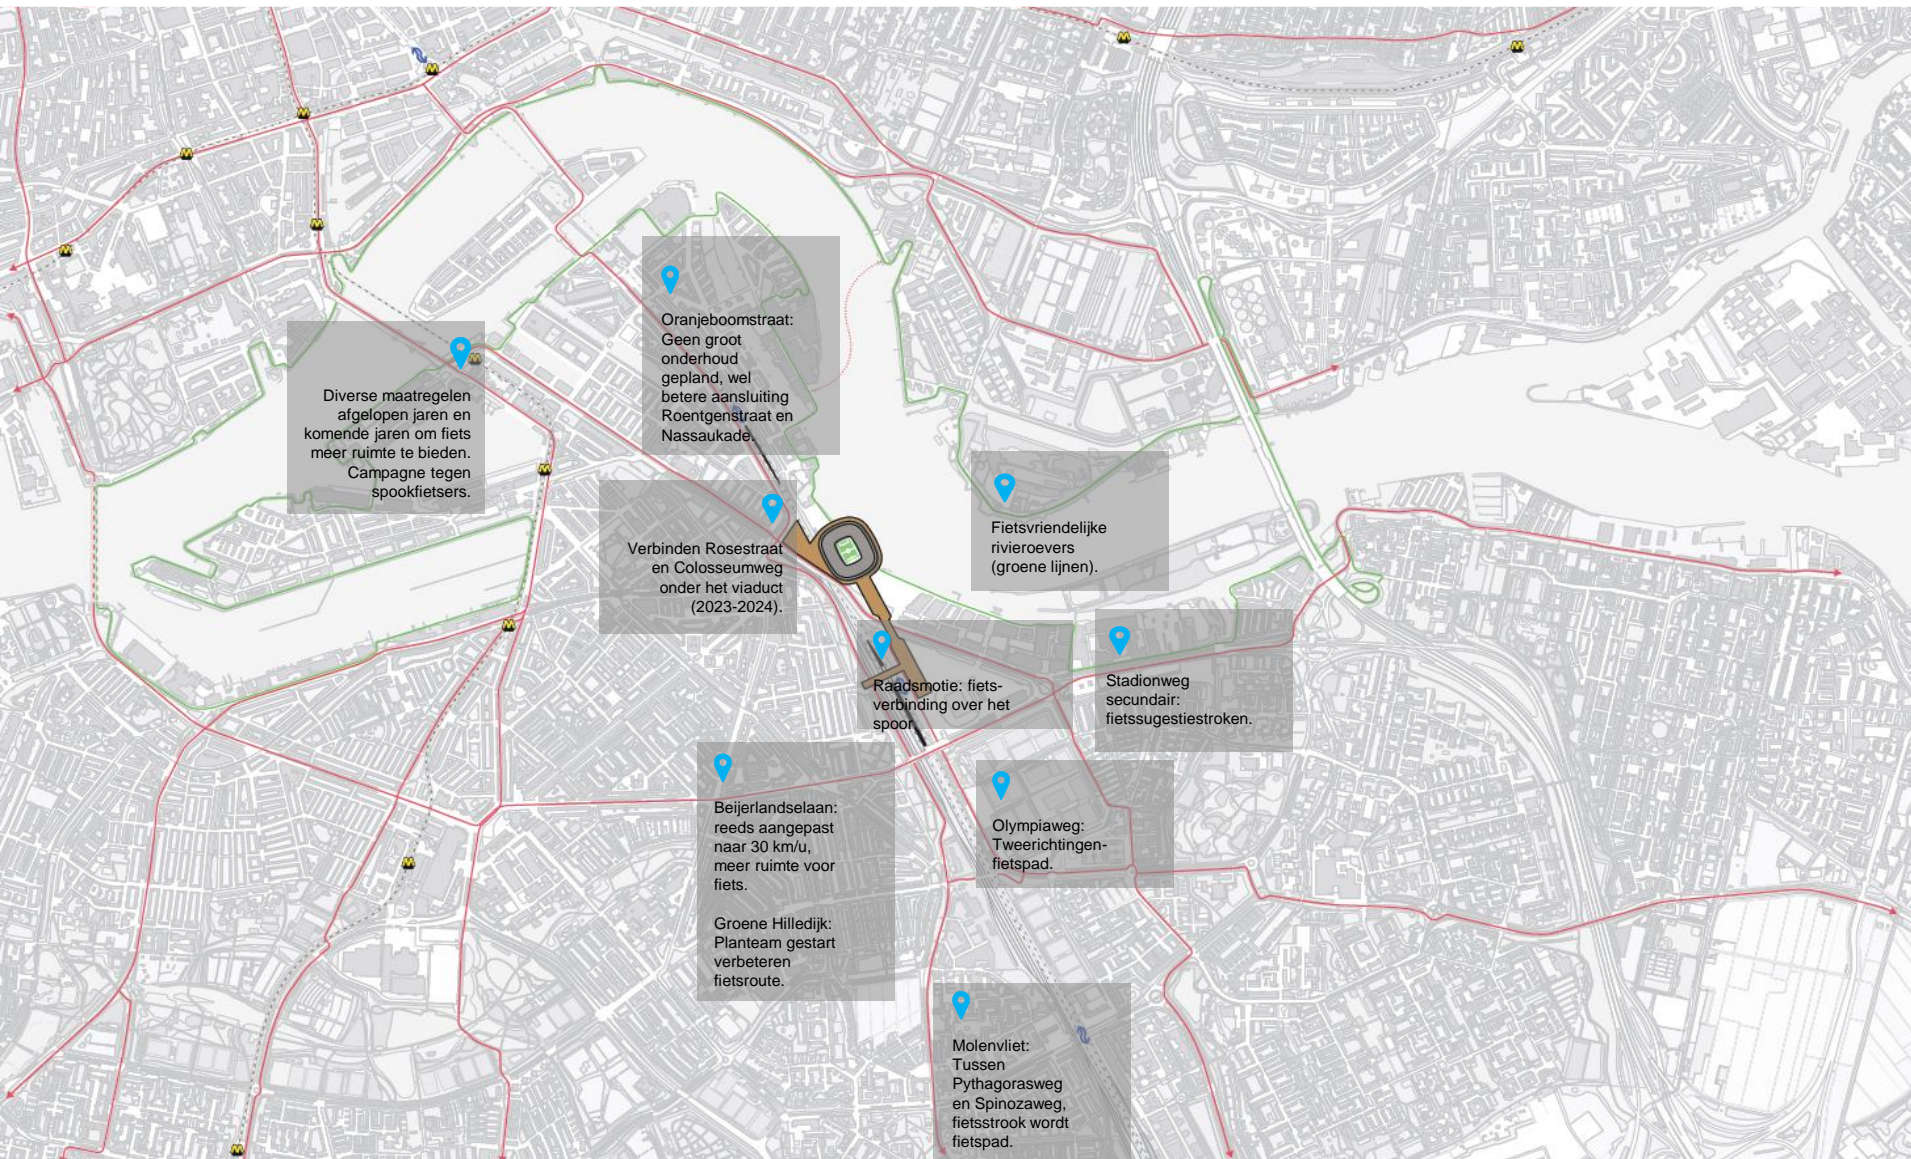 Oranjeboomstraat:
Geen groot
onderhoud
gepland, wel
betere aansluiting
Roentgenstraat en
Nassaukade.
Diverse maatregelen
afgelopen jaren en
komende jaren om fiets
meer ruimte te bieden.
Campagne tegen
spookfietsers.
Verbinden Rosestraat
en Colosseumweg
onder het viaduct
(2023-2024).
Fietsvriendelijke
rivieroevers
(groene lijnen).
Raadsmotie: fiets-
verbinding over het
spoor.
Stadionweg
secundair:
fietssugestiestroken.
Beijerlandselaan:
reeds aangepast
naar 30 km/u,
meer ruimte voor
fiets.
Groene Hilledijk:
Planteam gestart
verbeteren
fietsroute.
Olympiaweg:
Tweerichtingen-
fietspad.
Molenvliet:
Tussen
Pythagorasweg
en Spinozaweg,
fietsstrook wordt
fietspad.